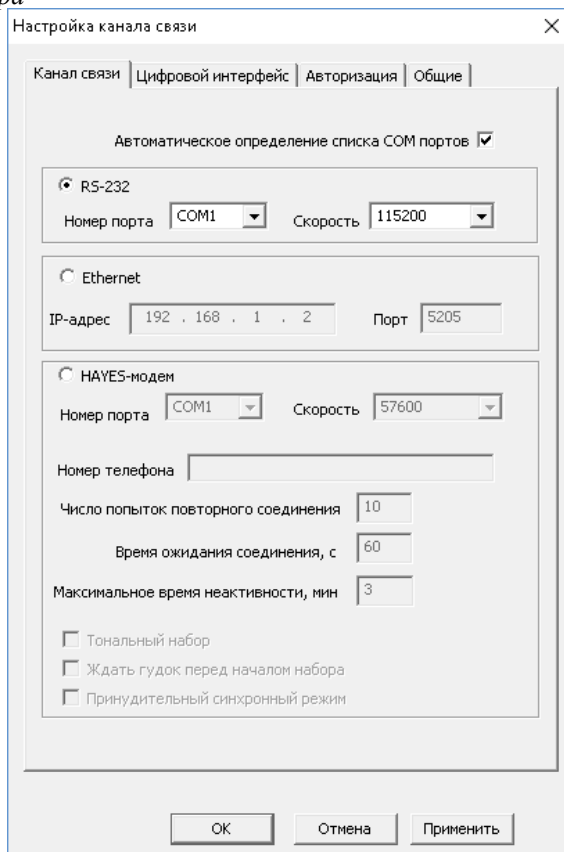 Настройка канала связи
Канал связи Цифровой интерфейс Авторизация Общие
Автоматическое определение списка COM портов
RS-232
Номер порта COM1 Скорость 115200
Ethernet
IP-адрес 192 . 168 . 1 . 2 Порт 5205
HAYES-модем
Номер порта COM1 Скорость 57600
Номер телефона
Число попыток повторного соединения 10
Время ожидания соединения, с 60
Максимальное время неактивности, мин 3
Тональный набор
Ждать гудок перед началом набора
Принудительный синхронный режим
OK Отмена Применить